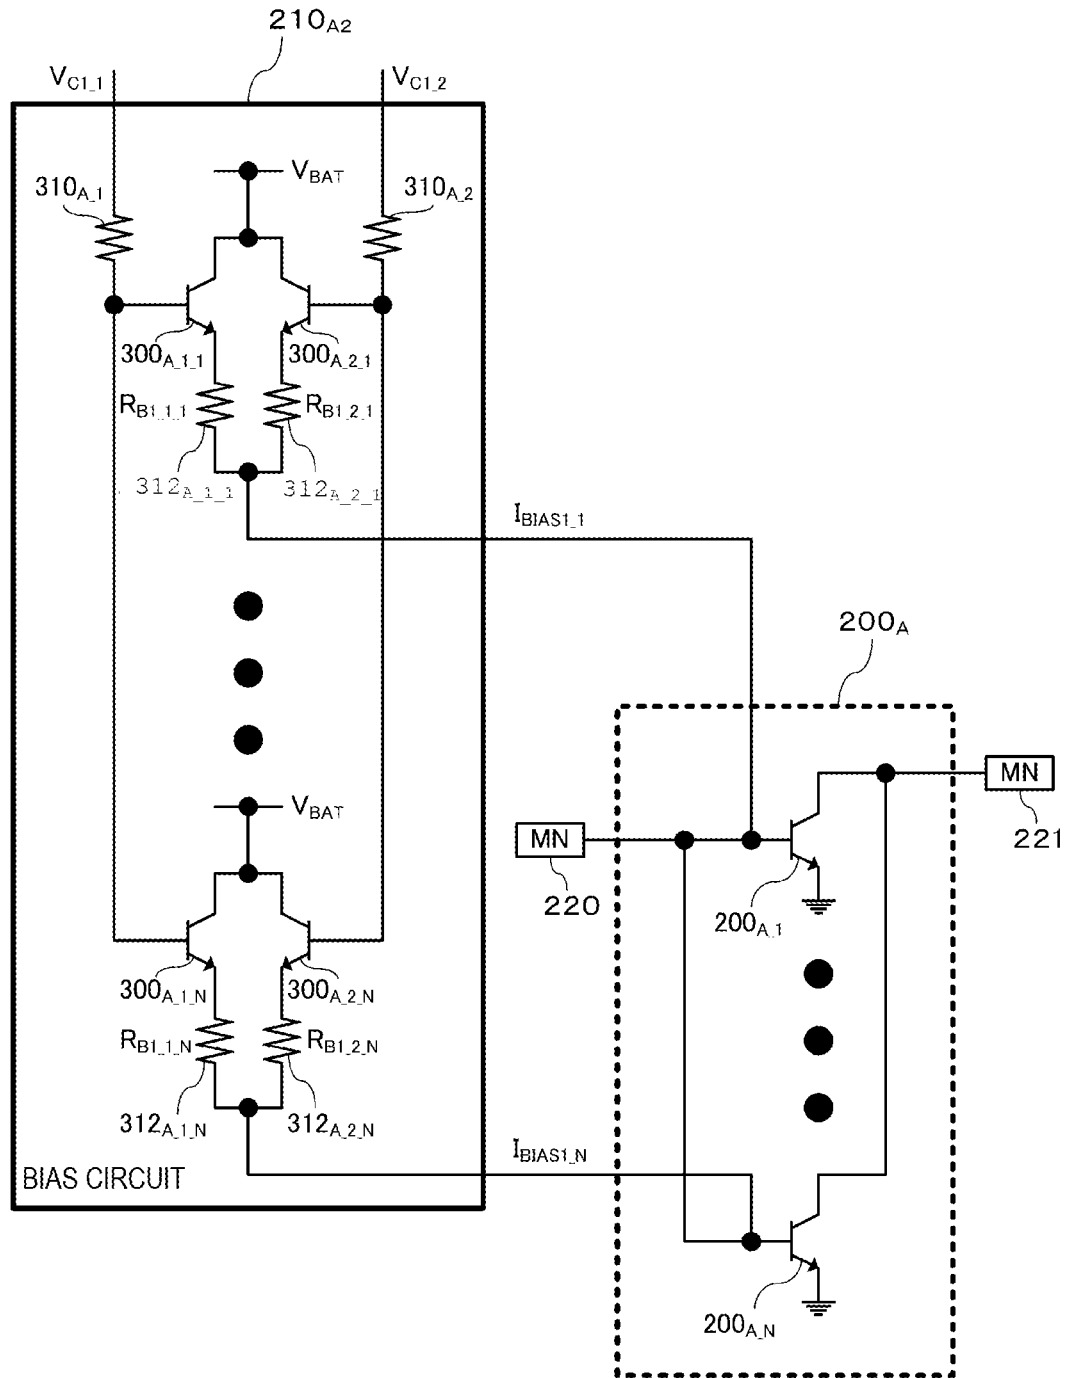 210A2
VC1_1
VC1_2
VBAT
310A_1
310A_2
300A_1_1
300A_2_1
RB1_1_1
RB1_2_1
312A_1_1
312A_2_1
IBIAS1_1
200A
VBAT
MN
MN
220
221
200A_1
300A_1_N
300A_2_N
RB1_1_N
RB1_2_N
312A_1_N
312A_2_N
IBIAS1_N
BIAS CIRCUIT
200A_N